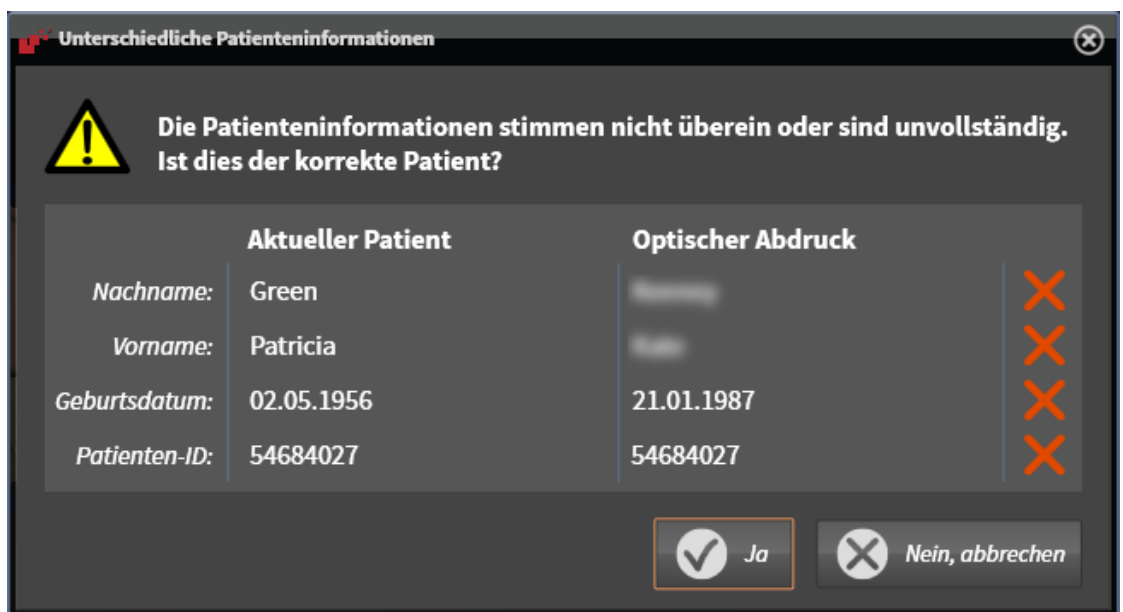 Unterschiedliche Patienteninformationen
Die Patienteninformationen stimmen nicht überein oder sind unvollständig.
Ist dies der korrekte Patient?
Aktueller Patient Optischer Abdruck
Nachname: Green
Vorname: Patricia
Geburtsdatum: 02.05.1956 21.01.1987
Patienten-ID: 54684027 54684027
Ja Nein, abbrechen